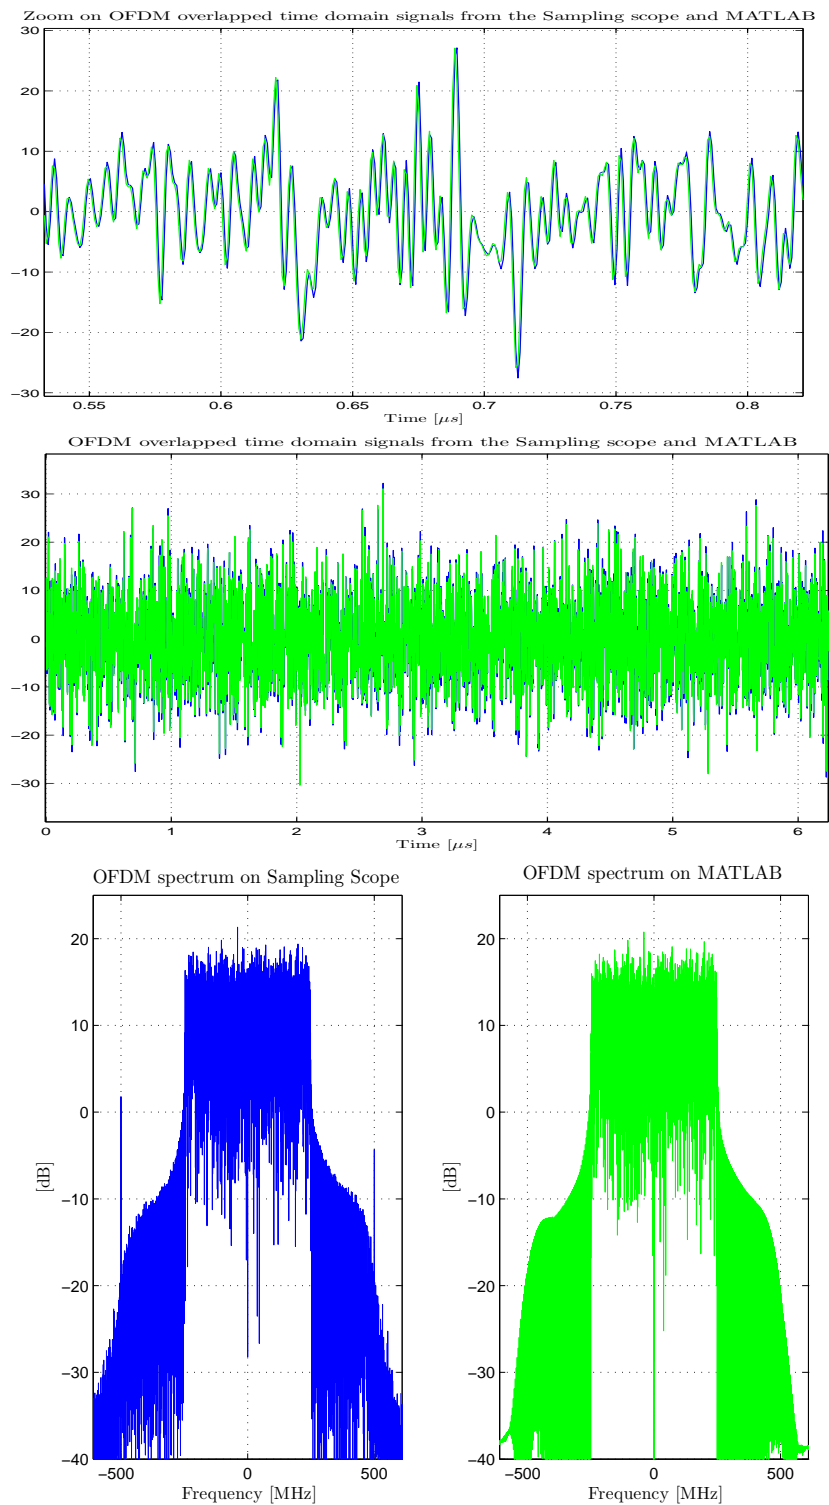 Zoom on OFDM overlapped time domain signals from the Sampling scope and MATLAB
30
20
10
0
−10
−20
−30
0.55 0.6 0.65 0.7 0.75 0.8
Time [μs]
OFDM overlapped time domain signals from the Sampling scope and MATLAB
30
20
10
0
−10
−20
−30
0 1 2 3 4 5 6
Time [μs]
OFDM spectrum on Sampling Scope
20
10
0
−10
−20
−30
−40
[dB]
−500 0 500
Frequency [MHz]
OFDM spectrum on MATLAB
20
10
0
−10
−20
−30
−40
[dB]
−500 0 500
Frequency [MHz]